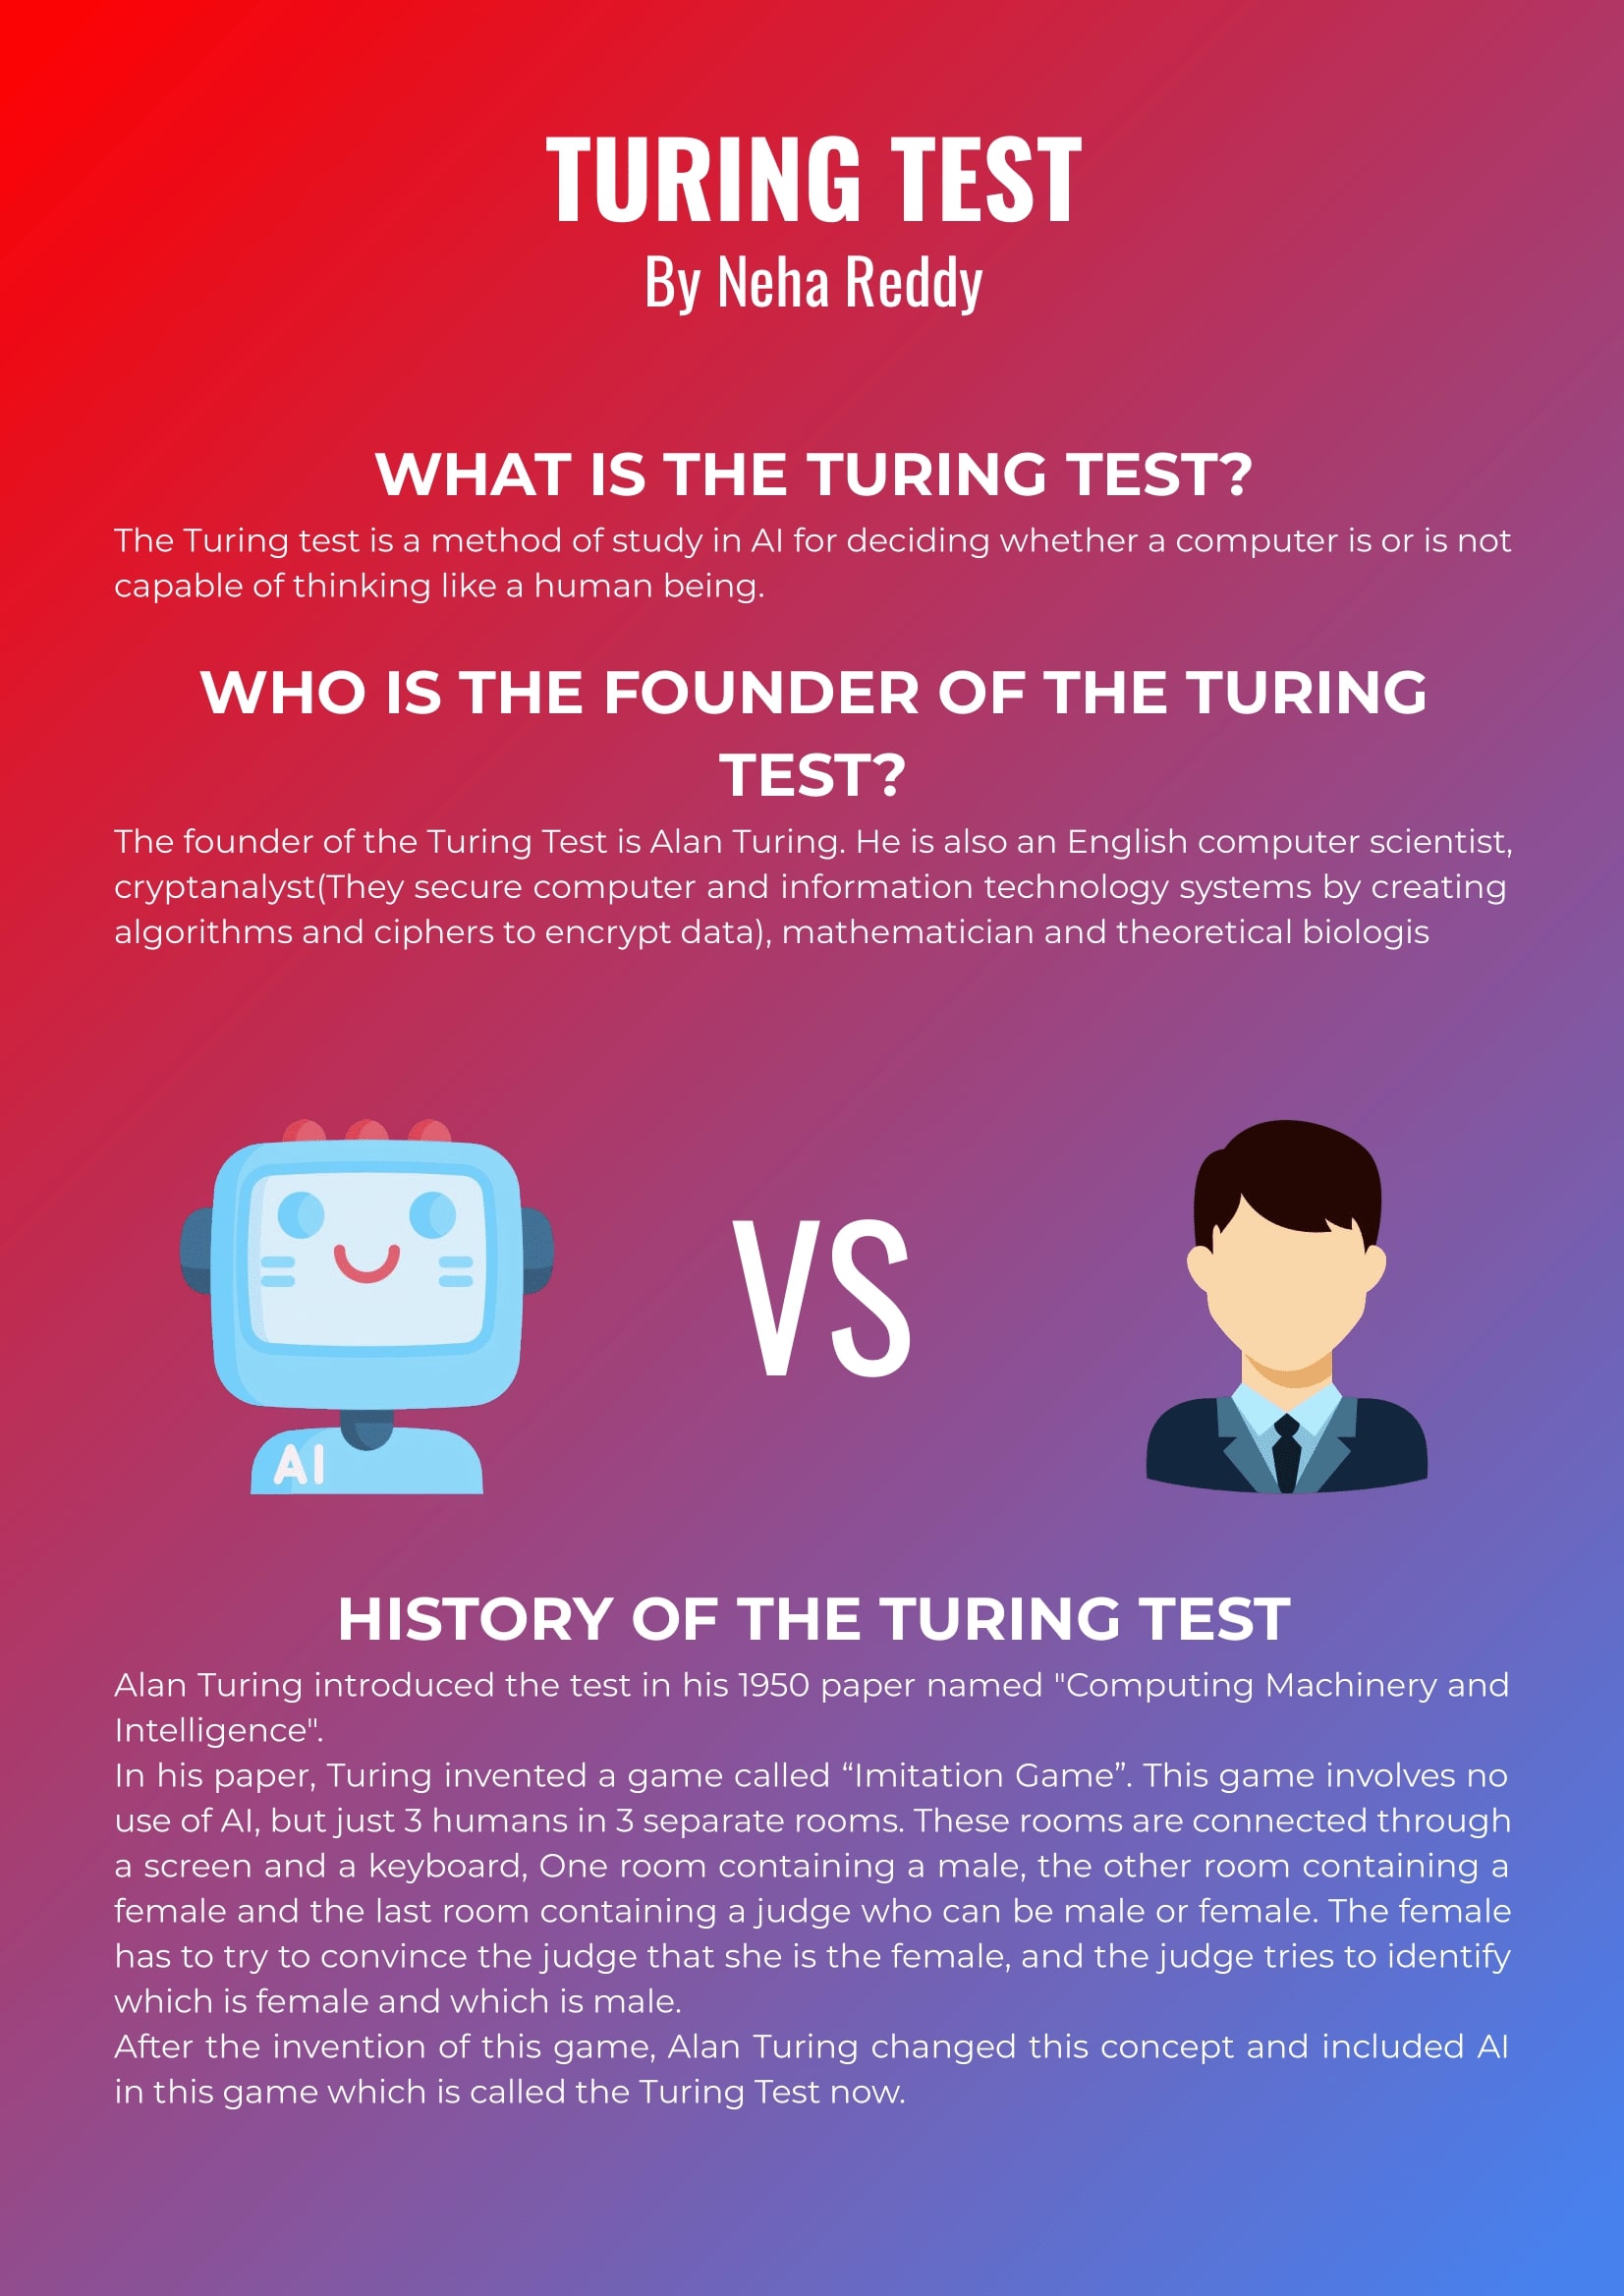 TURING TEST
By Neha Reddy
WHAT IS THE TURING TEST?
The Turing test is a method of study in AI for deciding whether a computer is or is not
capable of thinking like a human being.
WHO IS THE FOUNDER OF THE TURING
TEST?
The founder of the Turing Test is Alan Turing. He is also an English computer scientist,
cryptanalyst(They secure computer and information technology systems by creating
algorithms and ciphers to encrypt data), mathematician and theoretical biologis
VS
AI
HISTORY OF THE TURING TEST
Alan Turing introduced the test in his 1950 paper named "Computing Machinery and
Intelligence".
In his paper, Turing invented a game called “Imitation Game”. This game involves no
use of AI, but just 3 humans in 3 separate rooms. These rooms are connected through
a screen and a keyboard, One room containing a male, the other room containing a
female and the last room containing a judge who can be male or female. The female
has to try to convince the judge that she is the female, and the judge tries to identify
which is female and which is male.
After the invention of this game, Alan Turing changed this concept and included AI
in this game which is called the Turing Test now.